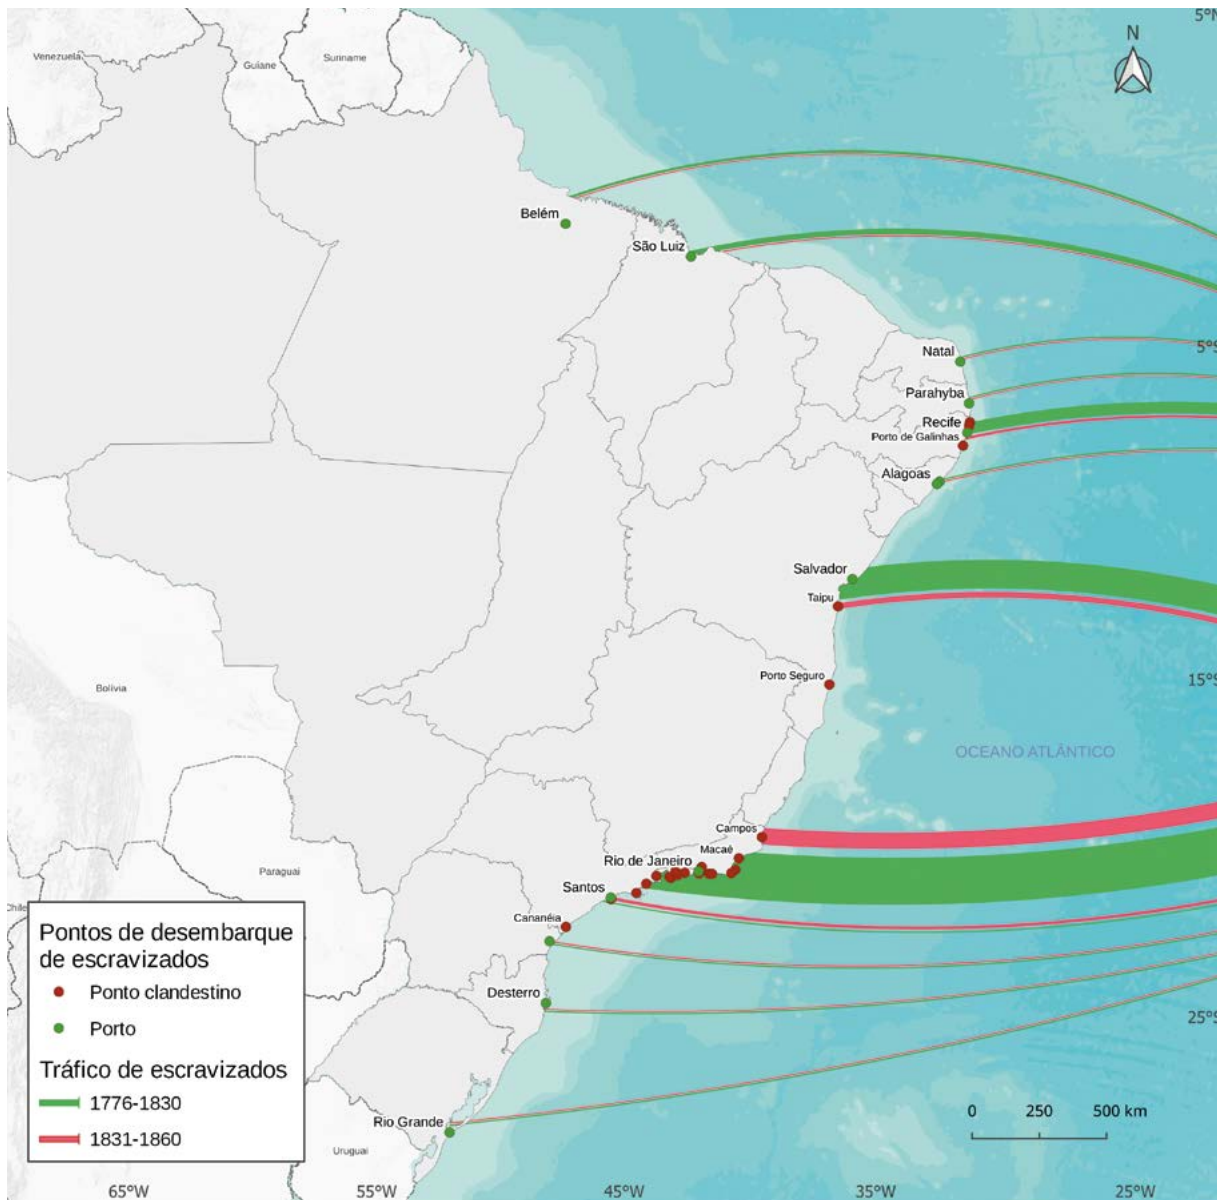 5°N
N
Venezuela
Guiane
Suriname
Belém
São Luiz
Natal
5°S
Parahyba
Recife
Porto de Galinhas
Alagoas
Salvador
Taipu
Porto Seguro
15°S
Bolívia
OCEANO ATLÂNTICO
Campos
Macaé
Rio de Janeiro
Paraguai
Santos
Chile
Cananéia
Desterro
25°S
Pontos de desembarque
de escravizados
Ponto clandestino
Porto
Tráfico de escravizados
1776-1830
1831-1860
Rio Grande
Uruguai
0 250 500 km
65°W 55°W 45°W 35°W 25°W